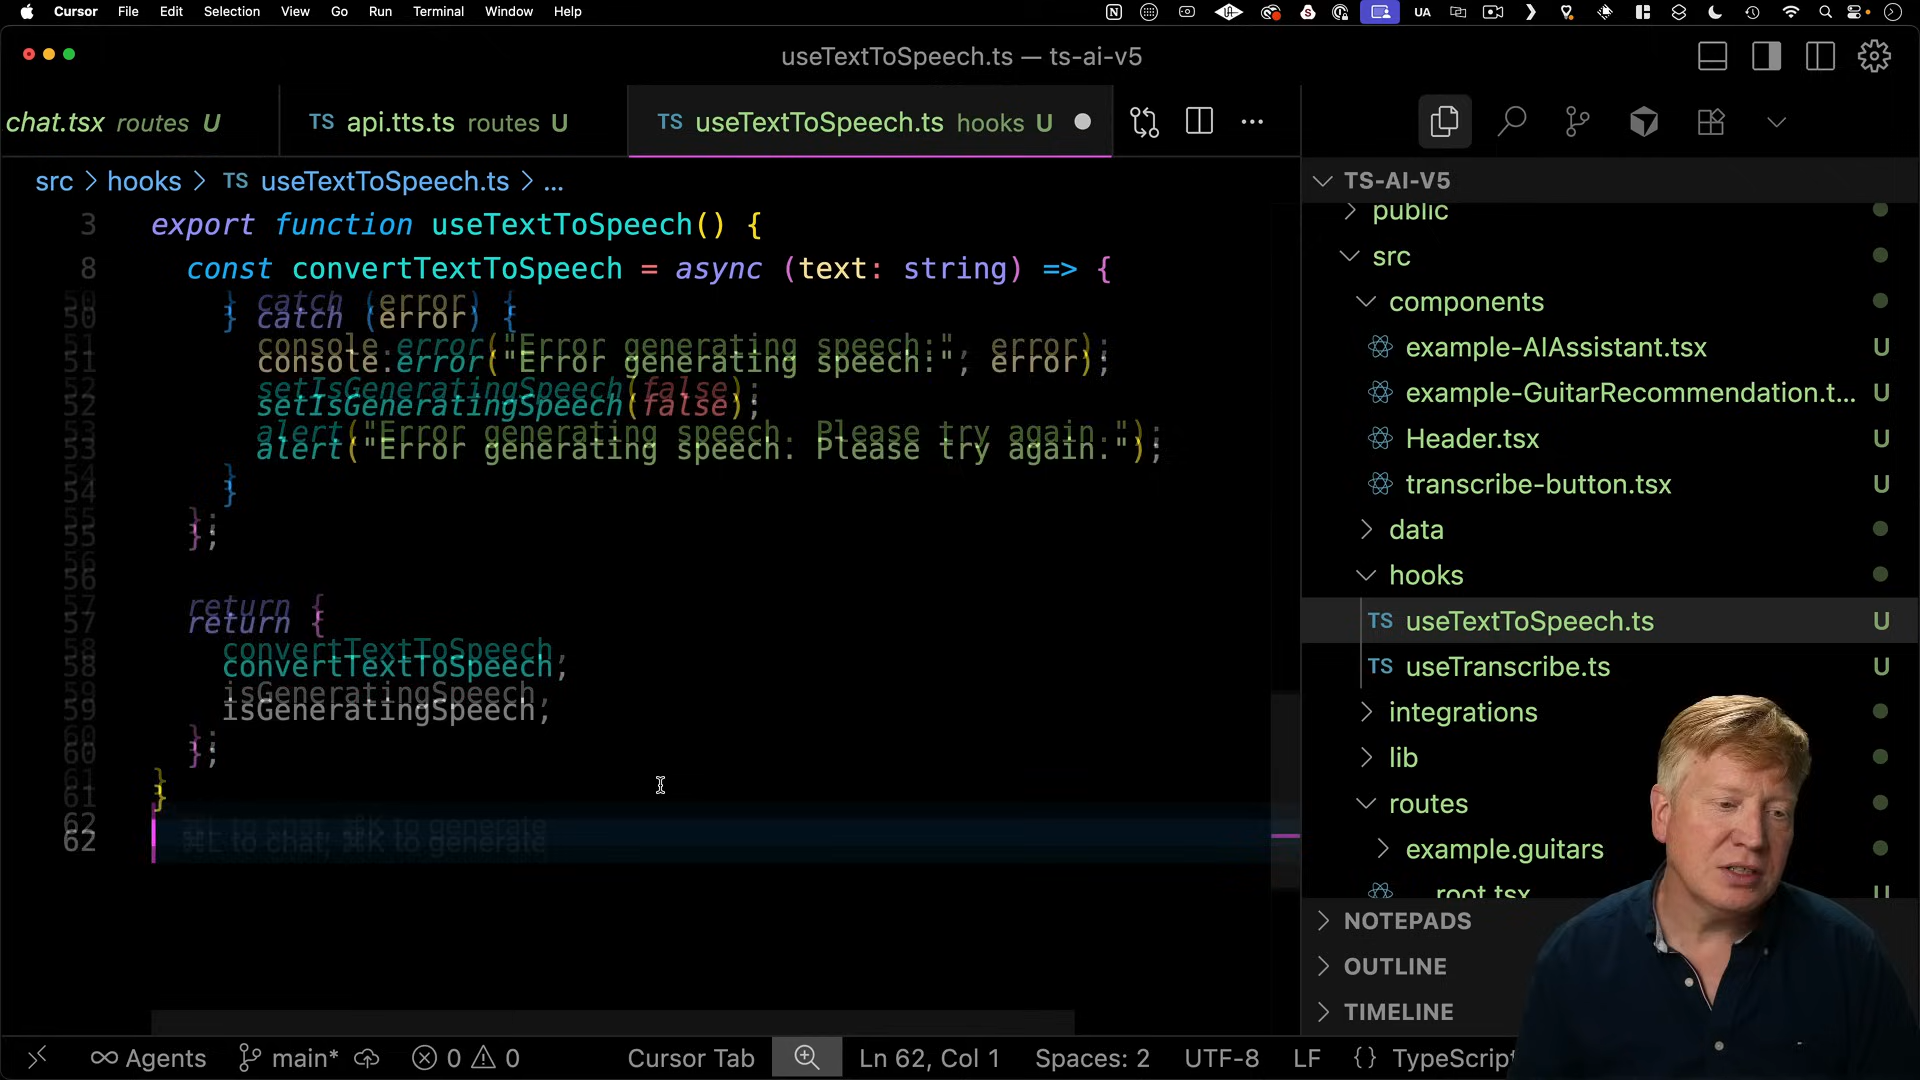 Cursor File Edit Selection View Go Run Terminal Window Help UA
useTextToSpeech.ts — ts-ai-v5
chat.tsx routes U
TS api.tts.ts routes U
TS useTextToSpeech.ts hooks U
src > hooks > TS useTextToSpeech.ts > ...
3 export function useTextToSpeech() {
8 const convertTextToSpeech = async (text: string) => {
50 } catch (error) {
51 console.error("Error generating speech:", error);
52 setIsGeneratingSpeech(false);
53 alert("Error generating speech. Please try again.");
54 }
55 };
56
57 return {
58 convertTextToSpeech,
59 isGeneratingSpeech,
60 };
61 }
62 ⌘L to chat, ⌘K to generate
TS-AI-V5
public
src
components
example-AIAssistant.tsx U
example-GuitarRecommendation.t... U
Header.tsx U
transcribe-button.tsx U
data
hooks
TS useTextToSpeech.ts U
TS useTranscribe.ts U
integrations
lib
routes
example.guitars
__root.tsx U
NOTEPADS
OUTLINE
TIMELINE
Agents main* 0 0 Cursor Tab Ln 62, Col 1 Spaces: 2 UTF-8 LF {} TypeScript